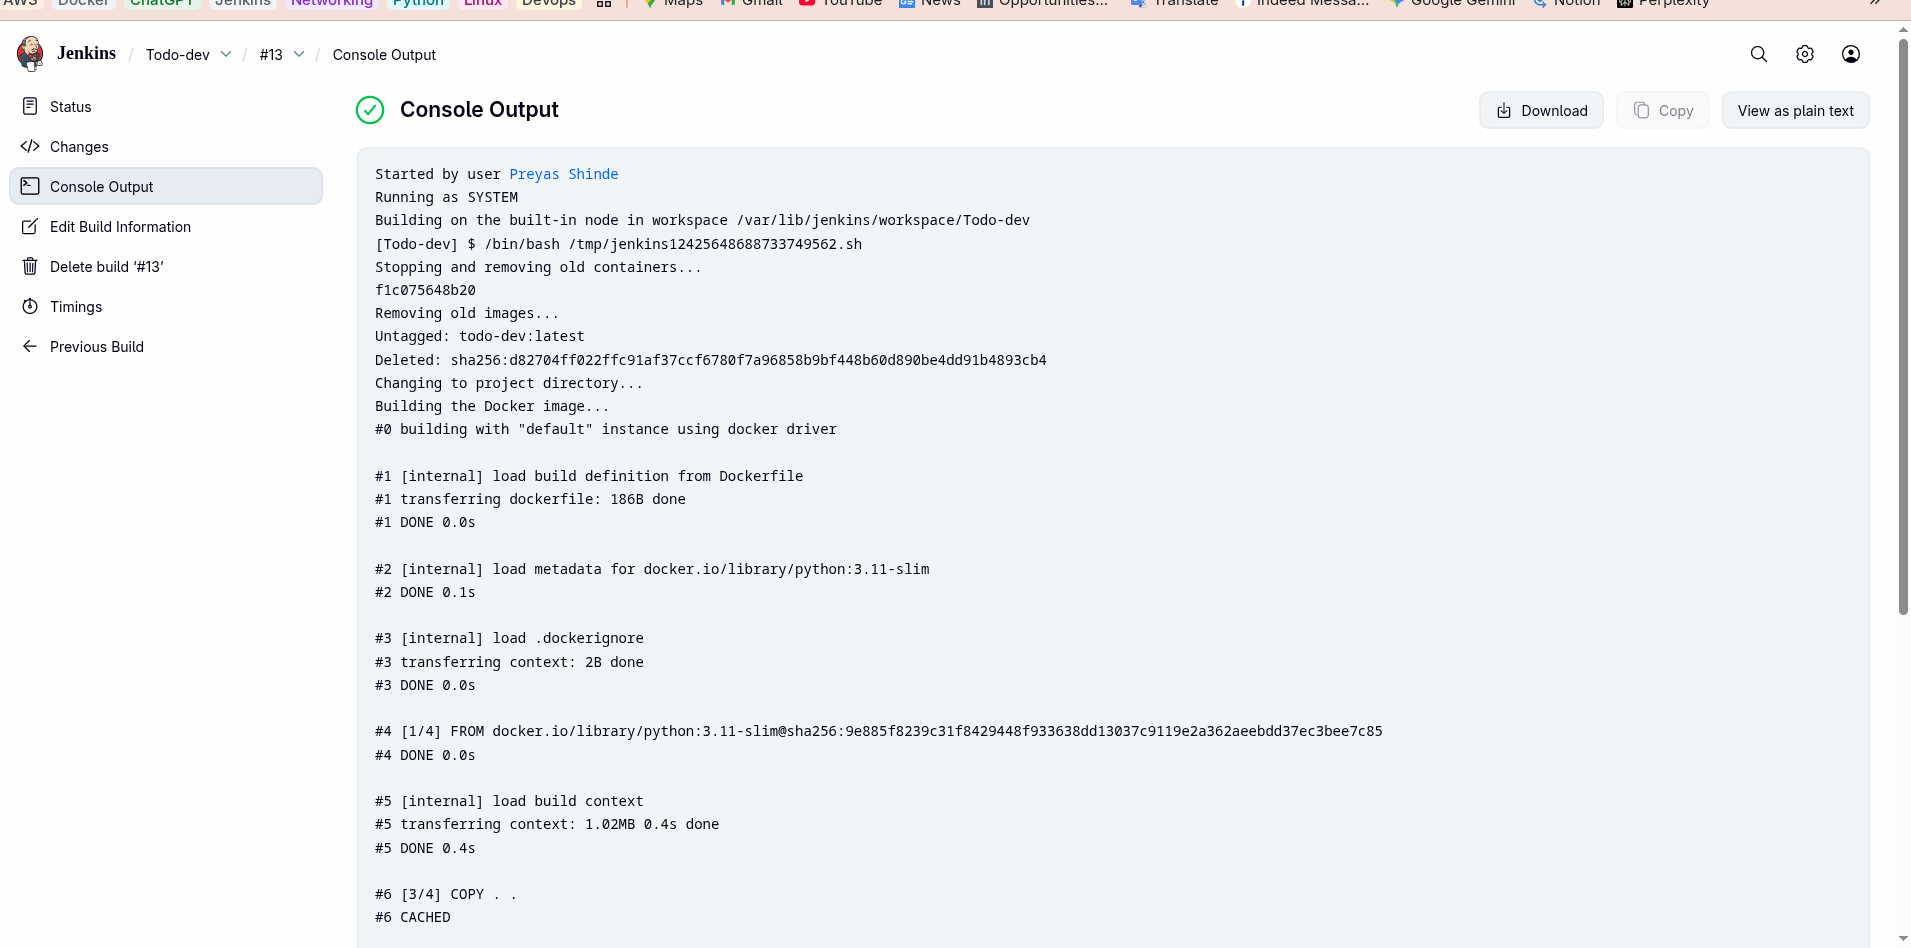 AWS Docker ChatGPT Jenkins Networking Python Linux Devops Maps Gmail YouTube News Opportunities... Translate Indeed Messa... Google Gemini Notion Perplexity »
Jenkins / Todo-dev / #13 / Console Output
Status
Changes
Console Output
Edit Build Information
Delete build ‘#13’
Timings
Previous Build
Console Output
Download
Copy
View as plain text
Started by user Preyas Shinde
Running as SYSTEM
Building on the built-in node in workspace /var/lib/jenkins/workspace/Todo-dev
[Todo-dev] $ /bin/bash /tmp/jenkins12425648688733749562.sh
Stopping and removing old containers...
f1c075648b20
Removing old images...
Untagged: todo-dev:latest
Deleted: sha256:d82704ff022ffc91af37ccf6780f7a96858b9bf448b60d890be4dd91b4893cb4
Changing to project directory...
Building the Docker image...
#0 building with "default" instance using docker driver
#1 [internal] load build definition from Dockerfile
#1 transferring dockerfile: 186B done
#1 DONE 0.0s
#2 [internal] load metadata for docker.io/library/python:3.11-slim
#2 DONE 0.1s
#3 [internal] load .dockerignore
#3 transferring context: 2B done
#3 DONE 0.0s
#4 [1/4] FROM docker.io/library/python:3.11-slim@sha256:9e885f8239c31f8429448f933638dd13037c9119e2a362aeebdd37ec3bee7c85
#4 DONE 0.0s
#5 [internal] load build context
#5 transferring context: 1.02MB 0.4s done
#5 DONE 0.4s
#6 [3/4] COPY . .
#6 CACHED